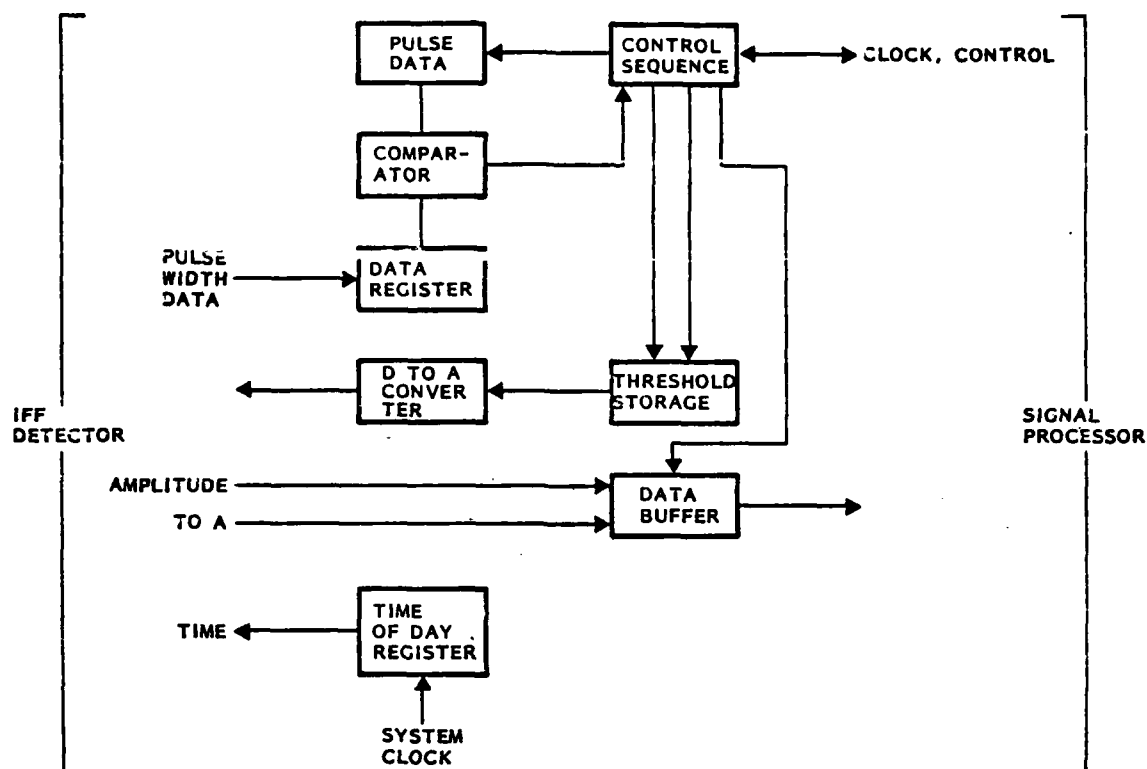 PULSE
DATA
CONTROL
SEQUENCE
CLOCK, CONTROL
COMPAR-
ATOR
PULSE
WIDTH
DATA
DATA
REGISTER
D TO A
CONVER
TER
THRESHOLD
STORAGE
IFF
DETECTOR
SIGNAL
PROCESSOR
AMPLITUDE
TO A
DATA
BUFFER
TIME
TIME
OF DAY
REGISTER
SYSTEM
CLOCK